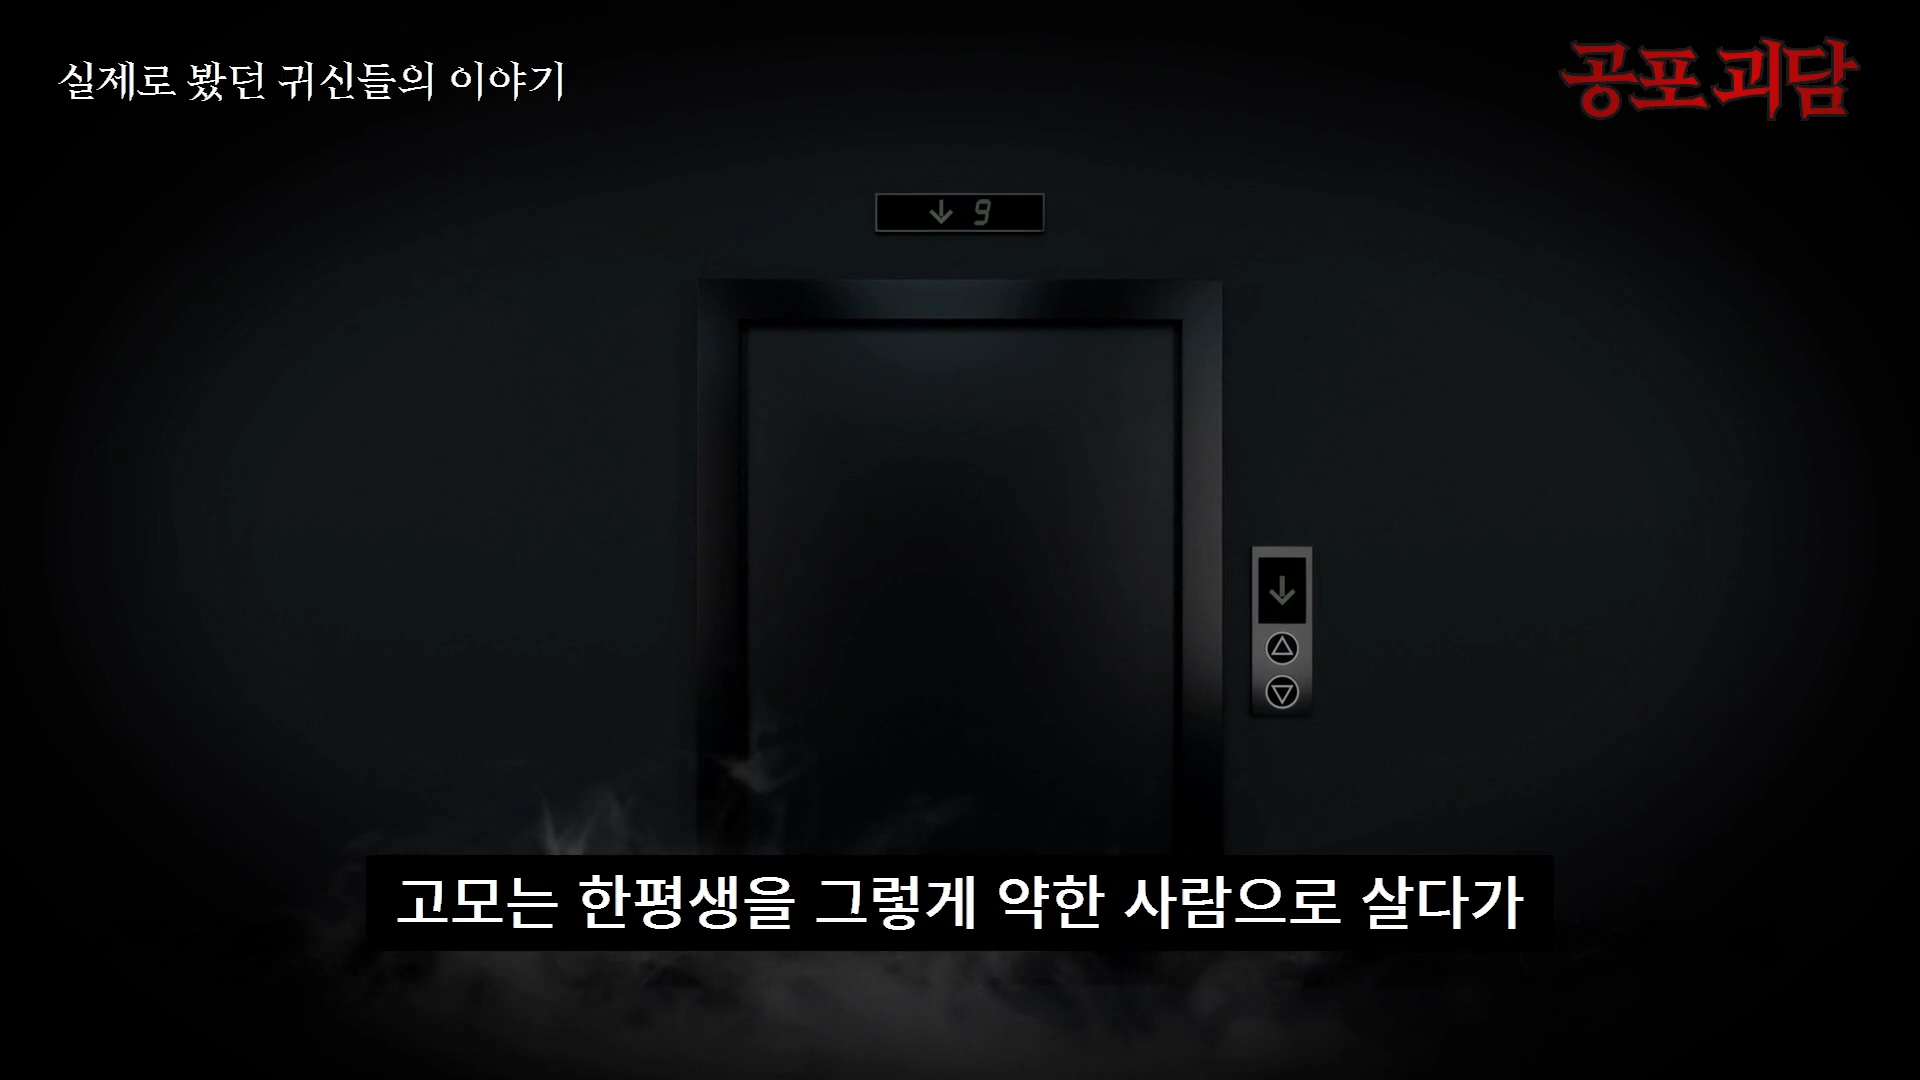 실제로 봤던 귀신들의 이야기
공포 괴담
↓ 9
↓
고모는 한평생을 그렇게 약한 사람으로 살다가